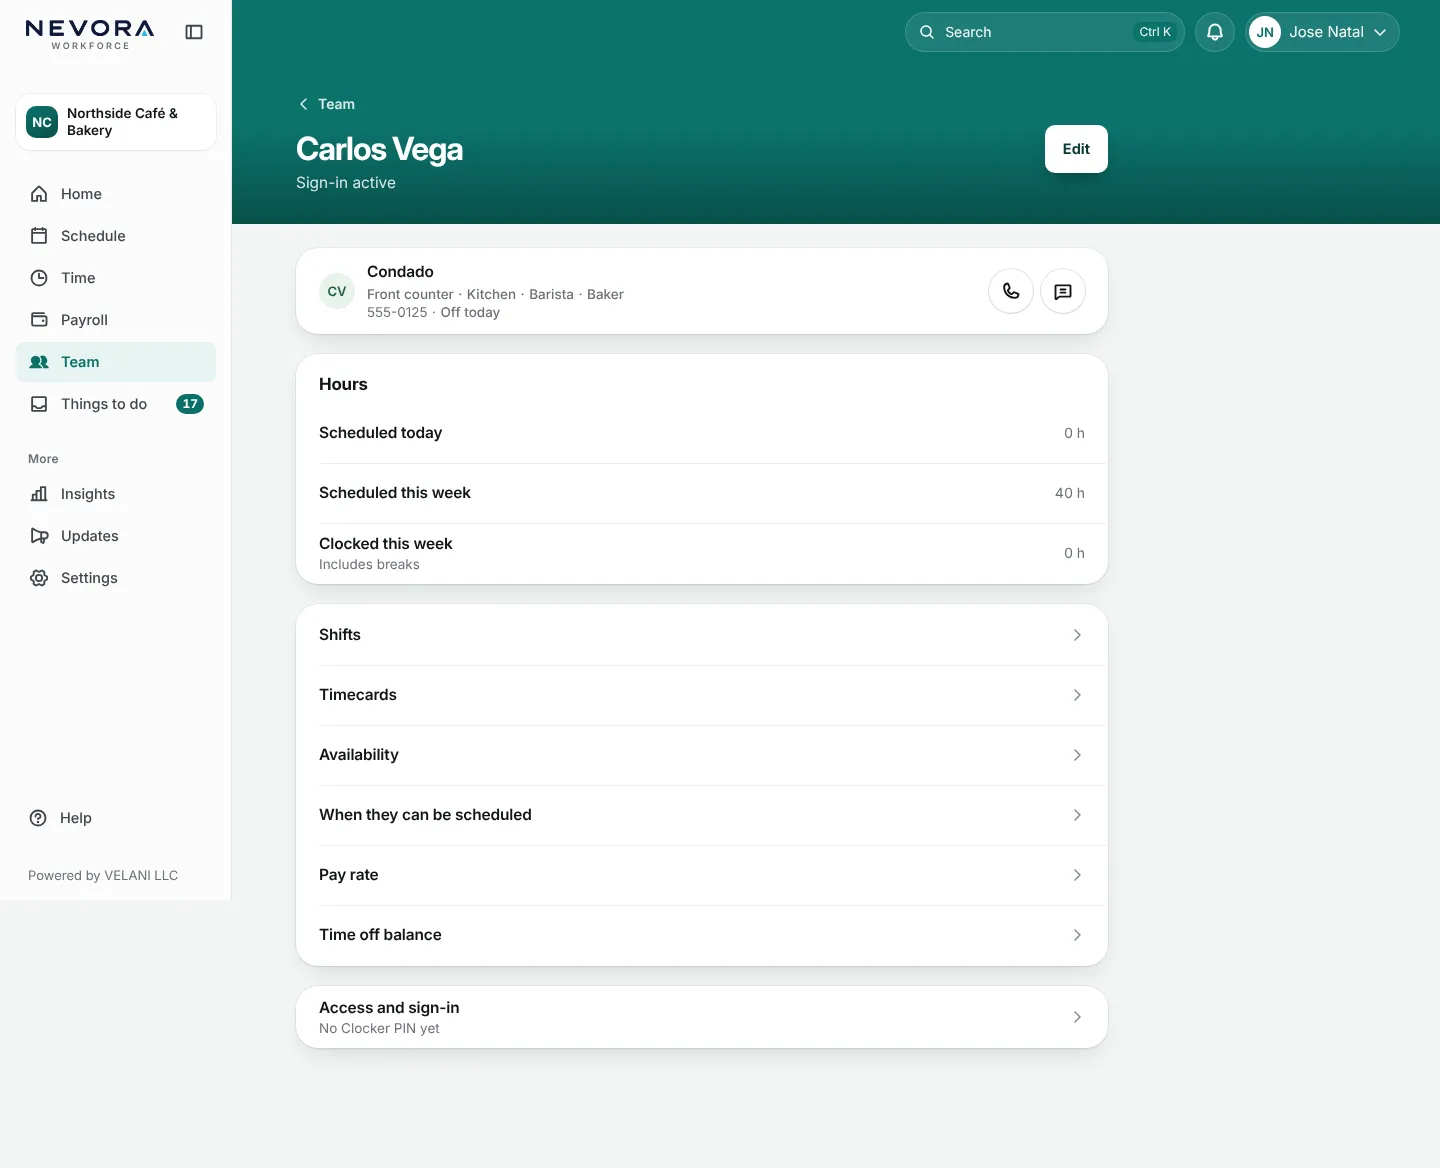 NEVORA
WORKFORCE
Search
Ctrl K
JN
Jose Natal
NC
Northside Café &
Bakery
Home
Schedule
Time
Payroll
Team
Things to do
17
More
Insights
Updates
Settings
Help
Powered by VELANI LLC
Team
Carlos Vega
Sign-in active
Edit
CV
Condado
Front counter · Kitchen · Barista · Baker
555-0125 · Off today
Hours
Scheduled today
0 h
Scheduled this week
40 h
Clocked this week
Includes breaks
0 h
Shifts
Timecards
Availability
When they can be scheduled
Pay rate
Time off balance
Access and sign-in
No Clocker PIN yet